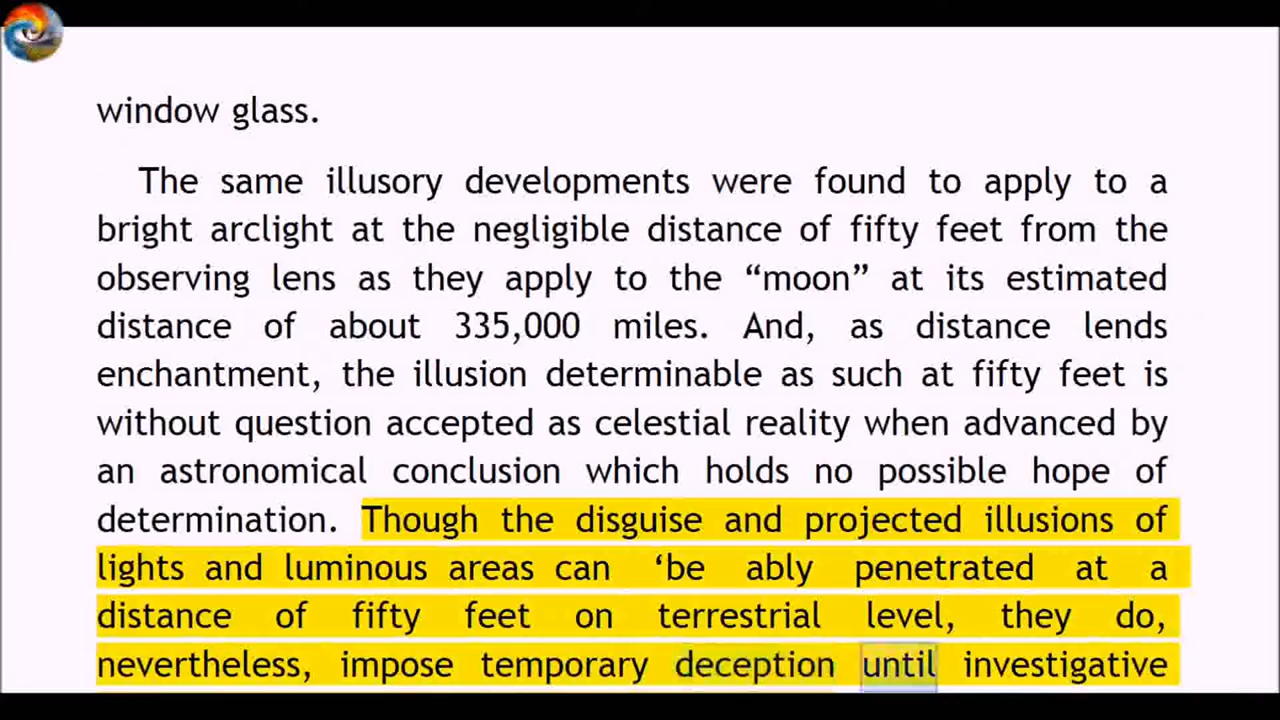 window glass.
The same illusory developments were found to apply to a
bright arclight at the negligible distance of fifty feet from the
observing lens as they apply to the “moon” at its estimated
distance of about 335,000 miles. And, as distance lends
enchantment, the illusion determinable as such at fifty feet is
without question accepted as celestial reality when advanced by
an astronomical conclusion which holds no possible hope of
determination. Though the disguise and projected illusions of
lights and luminous areas can ‘be ably penetrated at a
distance of fifty feet on terrestrial level, they do,
nevertheless, impose temporary deception until investigative